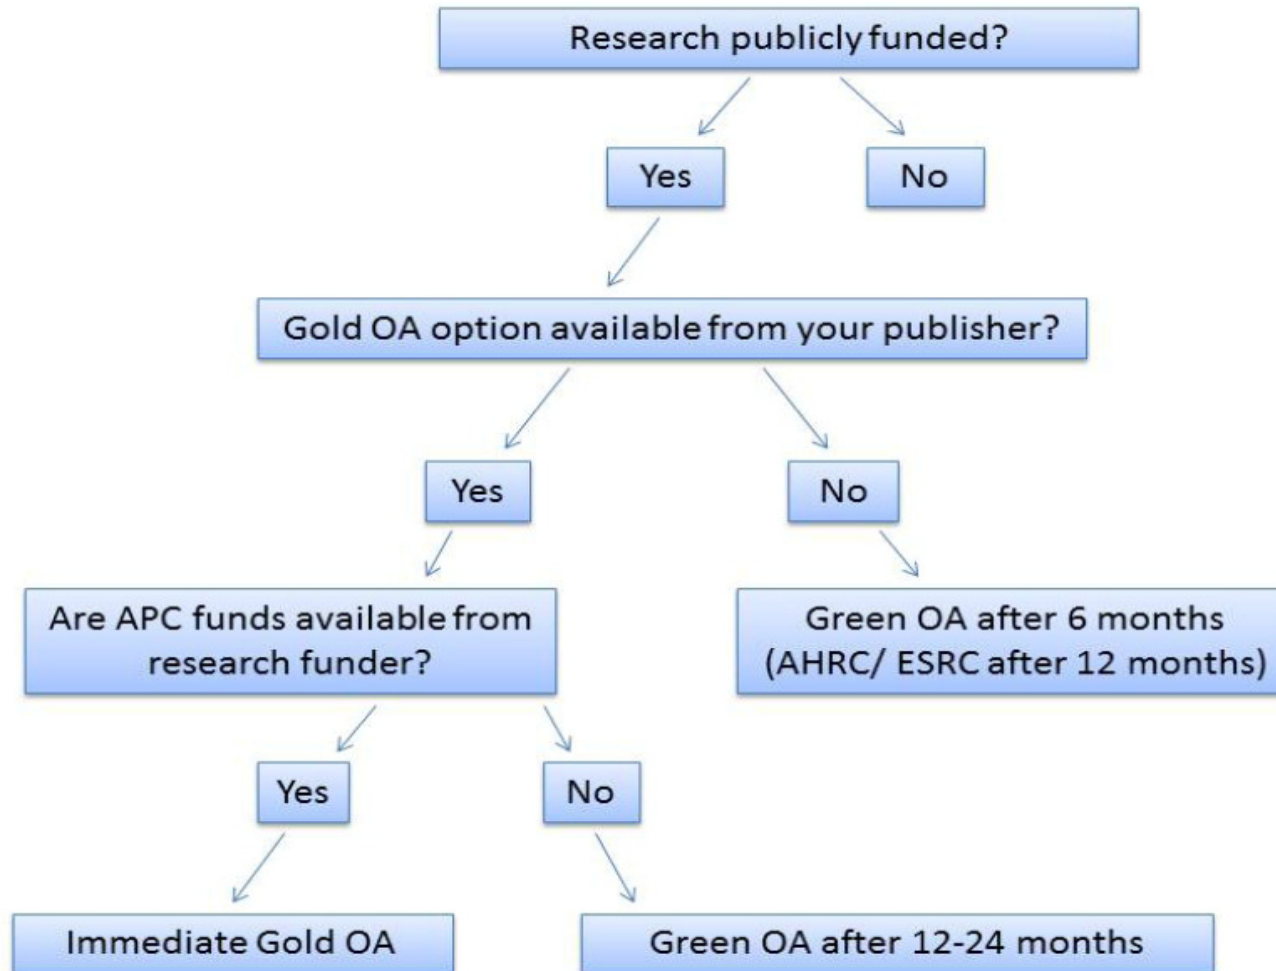 Research publicly funded?
Yes
No
Gold OA option available from your publisher?
Yes
No
Are APC funds available from
research funder?
Green OA after 6 months
(AHRC/ ESRC after 12 months)
Yes
No
Immediate Gold OA
Green OA after 12-24 months